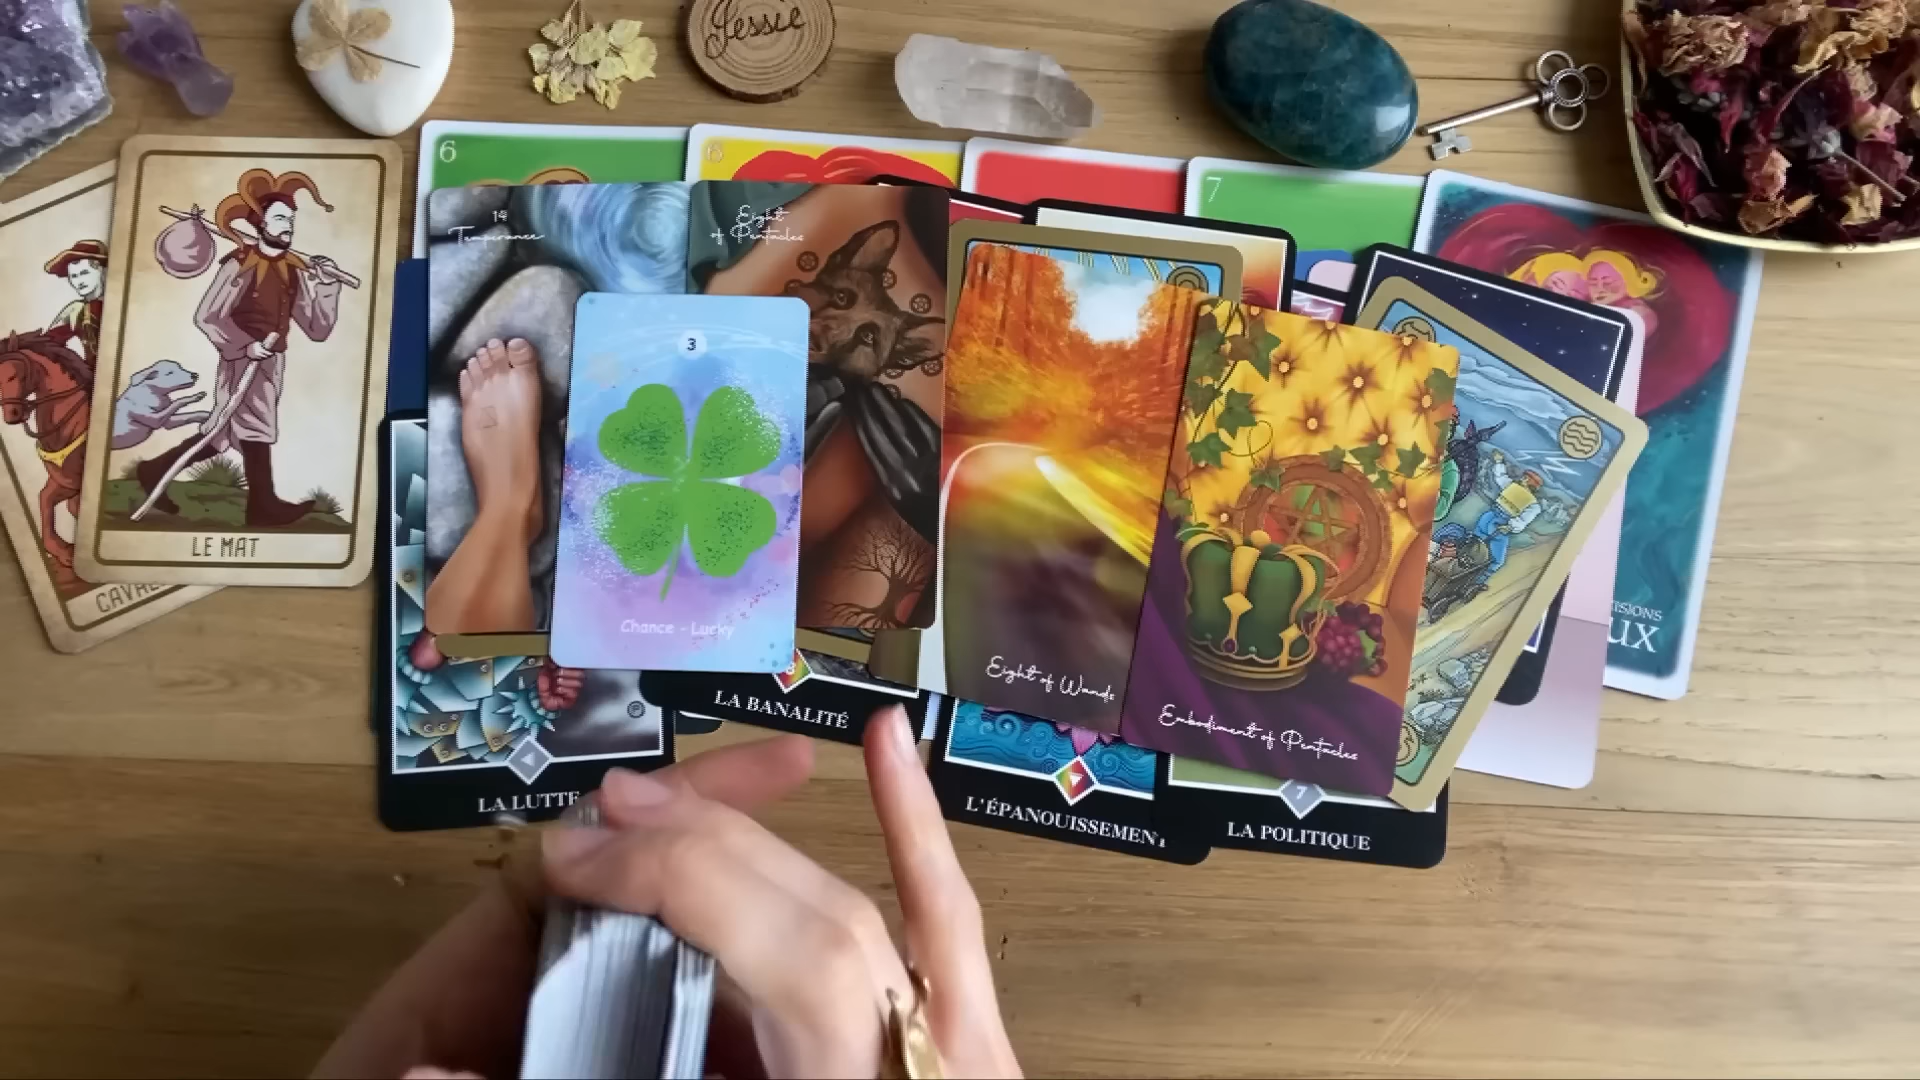 Jessie
6
6
7
14
Temperance
Eight
of Pentacles
3
Chance - Lucky
LE MAT
Eight of Wands
Embodiment of Pentacles
LA BANALITÉ
LA LUTTE
L'ÉPANOUISSEMENT
7
LA POLITIQUE